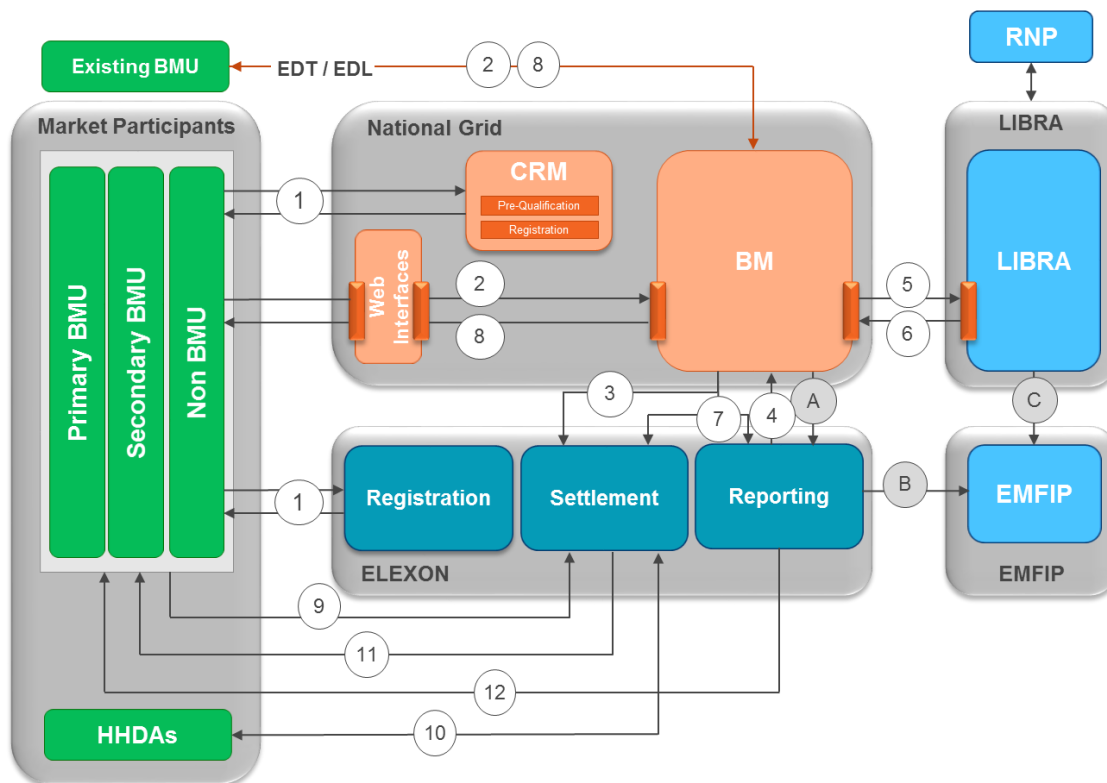 RNP
Existing BMU
EDT / EDL
2
8
Market Participants
National Grid
LIBRA
CRM
Pre-Qualification
Registration
1
Primary BMU
Secondary BMU
Non BMU
Web
Interfaces
2
8
BM
5
6
LIBRA
3
7
4
A
C
1
Registration
Settlement
Reporting
B
EMFIP
ELEXON
EMFIP
9
11
12
HHDAs
10